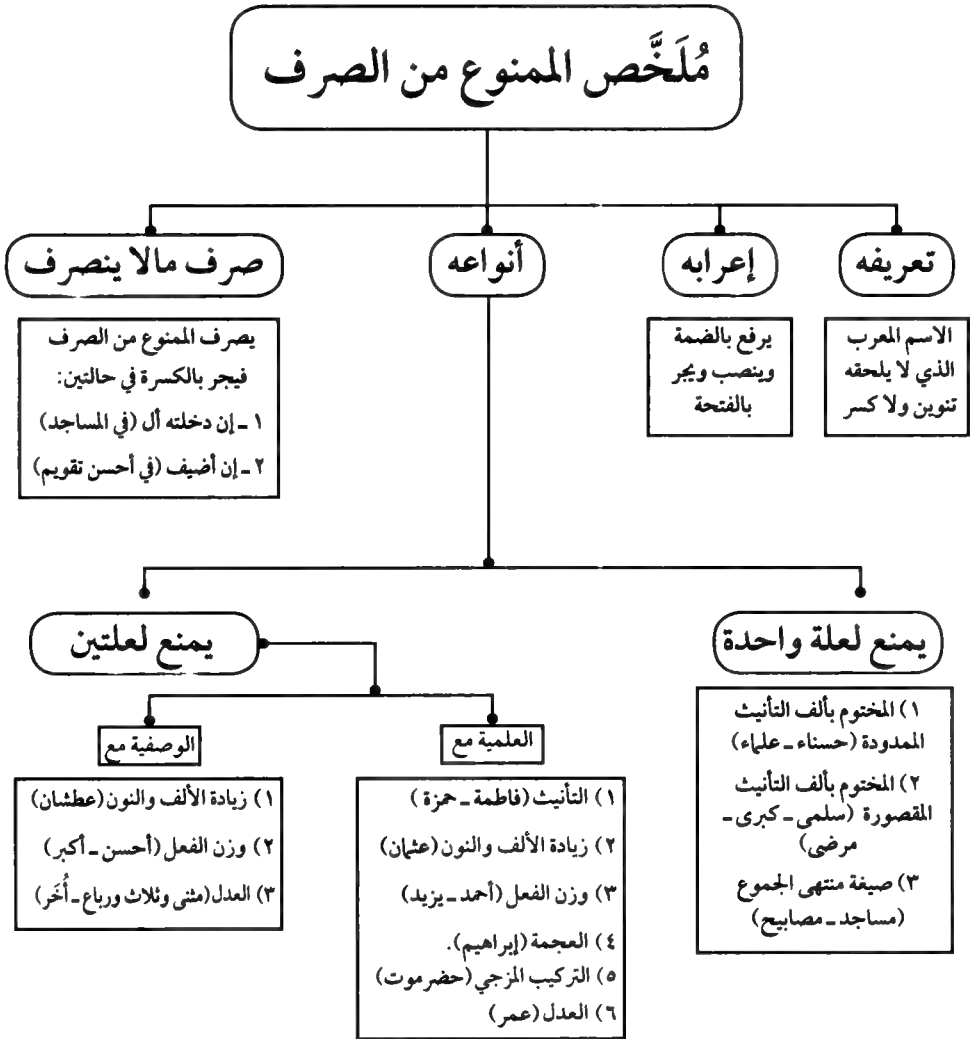 مُلَخَّص الممنوع من الصرف
تعريفه
الاسم المعرب
الذي لا يلحقه
تنوين ولا كسر
إعرابه
يرفع بالضمة
وينصب ويجر
بالفتحة
أنواعه
صرف مالا ينصرف
يصرف الممنوع من الصرف
فيجر بالكسرة في حالتين:
١ - إن دخلته أل (في المساجد)
٢ - إن أضيف (في أحسن تقويم)
يمنع لعلة واحدة
١) المختوم بألف التأنيث
الممدودة (حسناء - علماء)
٢) المختوم بألف التأنيث
المقصورة (سلمى - كبرى -
مرضى)
٣) صيغة منتهى الجموع
(مساجد - مصابيح)
يمنع لعلتين
العلمية مع
١) التأنيث (فاطمة - حمزة)
٢) زيادة الألف والنون (عثمان)
٣) وزن الفعل (أحمد - يزيد)
٤) العجمة (إبراهيم).
٥) التركيب المزجي (حضرموت)
٦) العدل (عمر)
الوصفية مع
١) زيادة الألف والنون (عطشان)
٢) وزن الفعل (أحسن - أكبر)
٣) العدل (مثنى وثلاث ورباع - أُخَر)